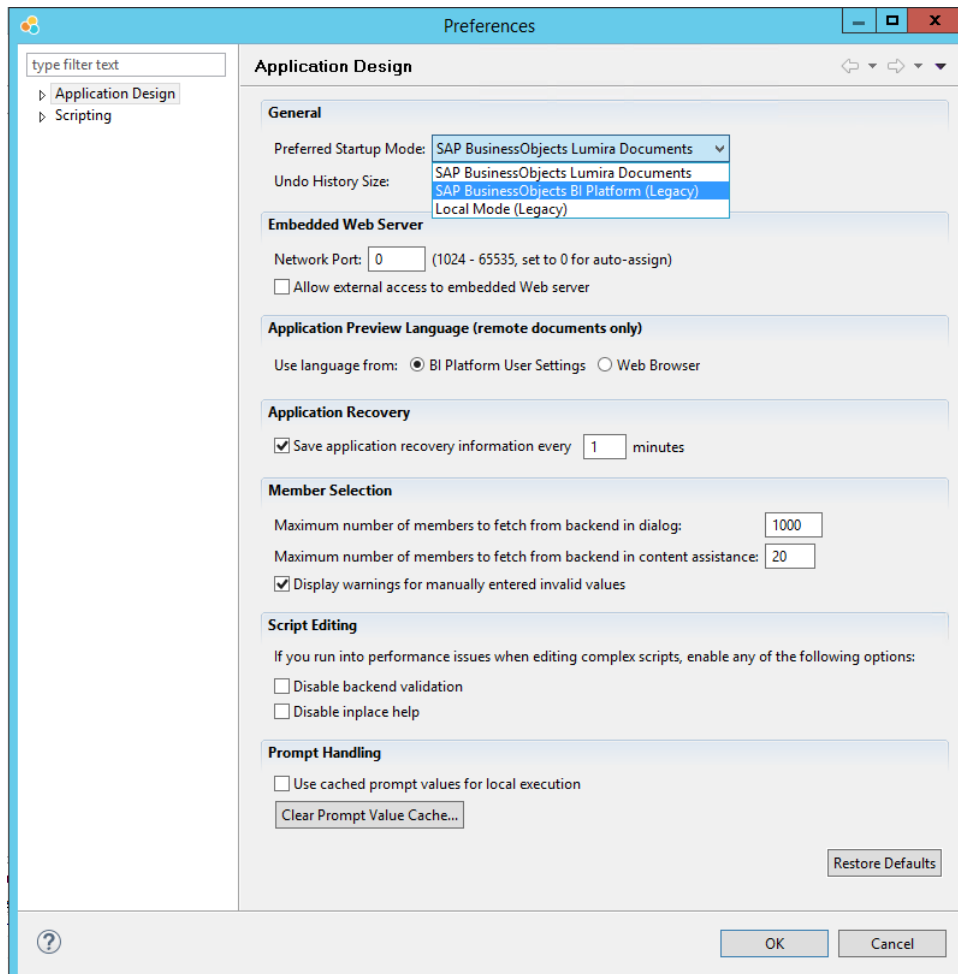 Preferences
type filter text
Application Design
Scripting
Application Design
General
Preferred Startup Mode: SAP BusinessObjects Lumira Documents
SAP BusinessObjects Lumira Documents
Undo History Size:
SAP BusinessObjects BI Platform (Legacy)
Local Mode (Legacy)
Embedded Web Server
Network Port: 0 (1024 - 65535, set to 0 for auto-assign)
Allow external access to embedded Web server
Application Preview Language (remote documents only)
Use language from: BI Platform User Settings Web Browser
Application Recovery
Save application recovery information every 1 minutes
Member Selection
Maximum number of members to fetch from backend in dialog: 1000
Maximum number of members to fetch from backend in content assistance: 20
Display warnings for manually entered invalid values
Script Editing
If you run into performance issues when editing complex scripts, enable any of the following options:
Disable backend validation
Disable inplace help
Prompt Handling
Use cached prompt values for local execution
Clear Prompt Value Cache...
Restore Defaults
OK Cancel